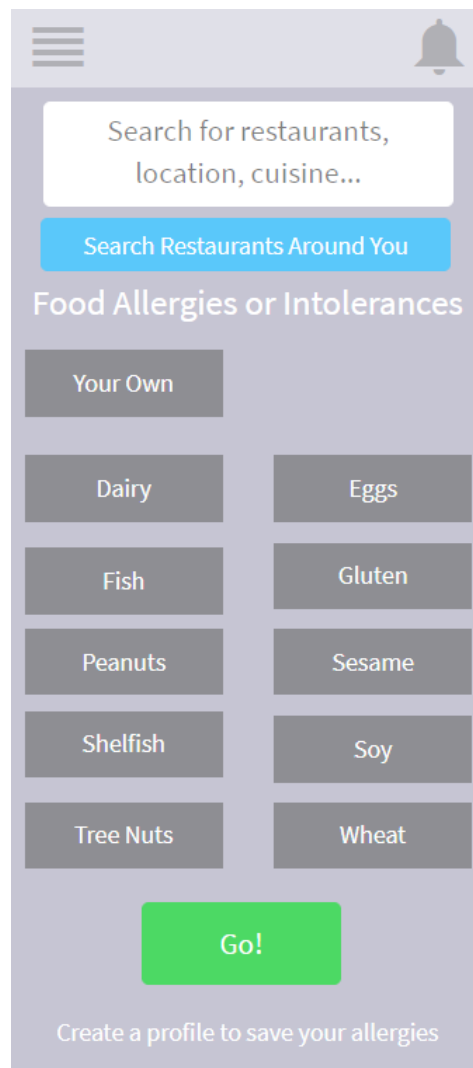 Search for restaurants,
location, cuisine...
Search Restaurants Around You
Food Allergies or Intolerances
Your Own
Dairy
Eggs
Fish
Gluten
Peanuts
Sesame
Shelfish
Soy
Tree Nuts
Wheat
Go!
Create a profile to save your allergies